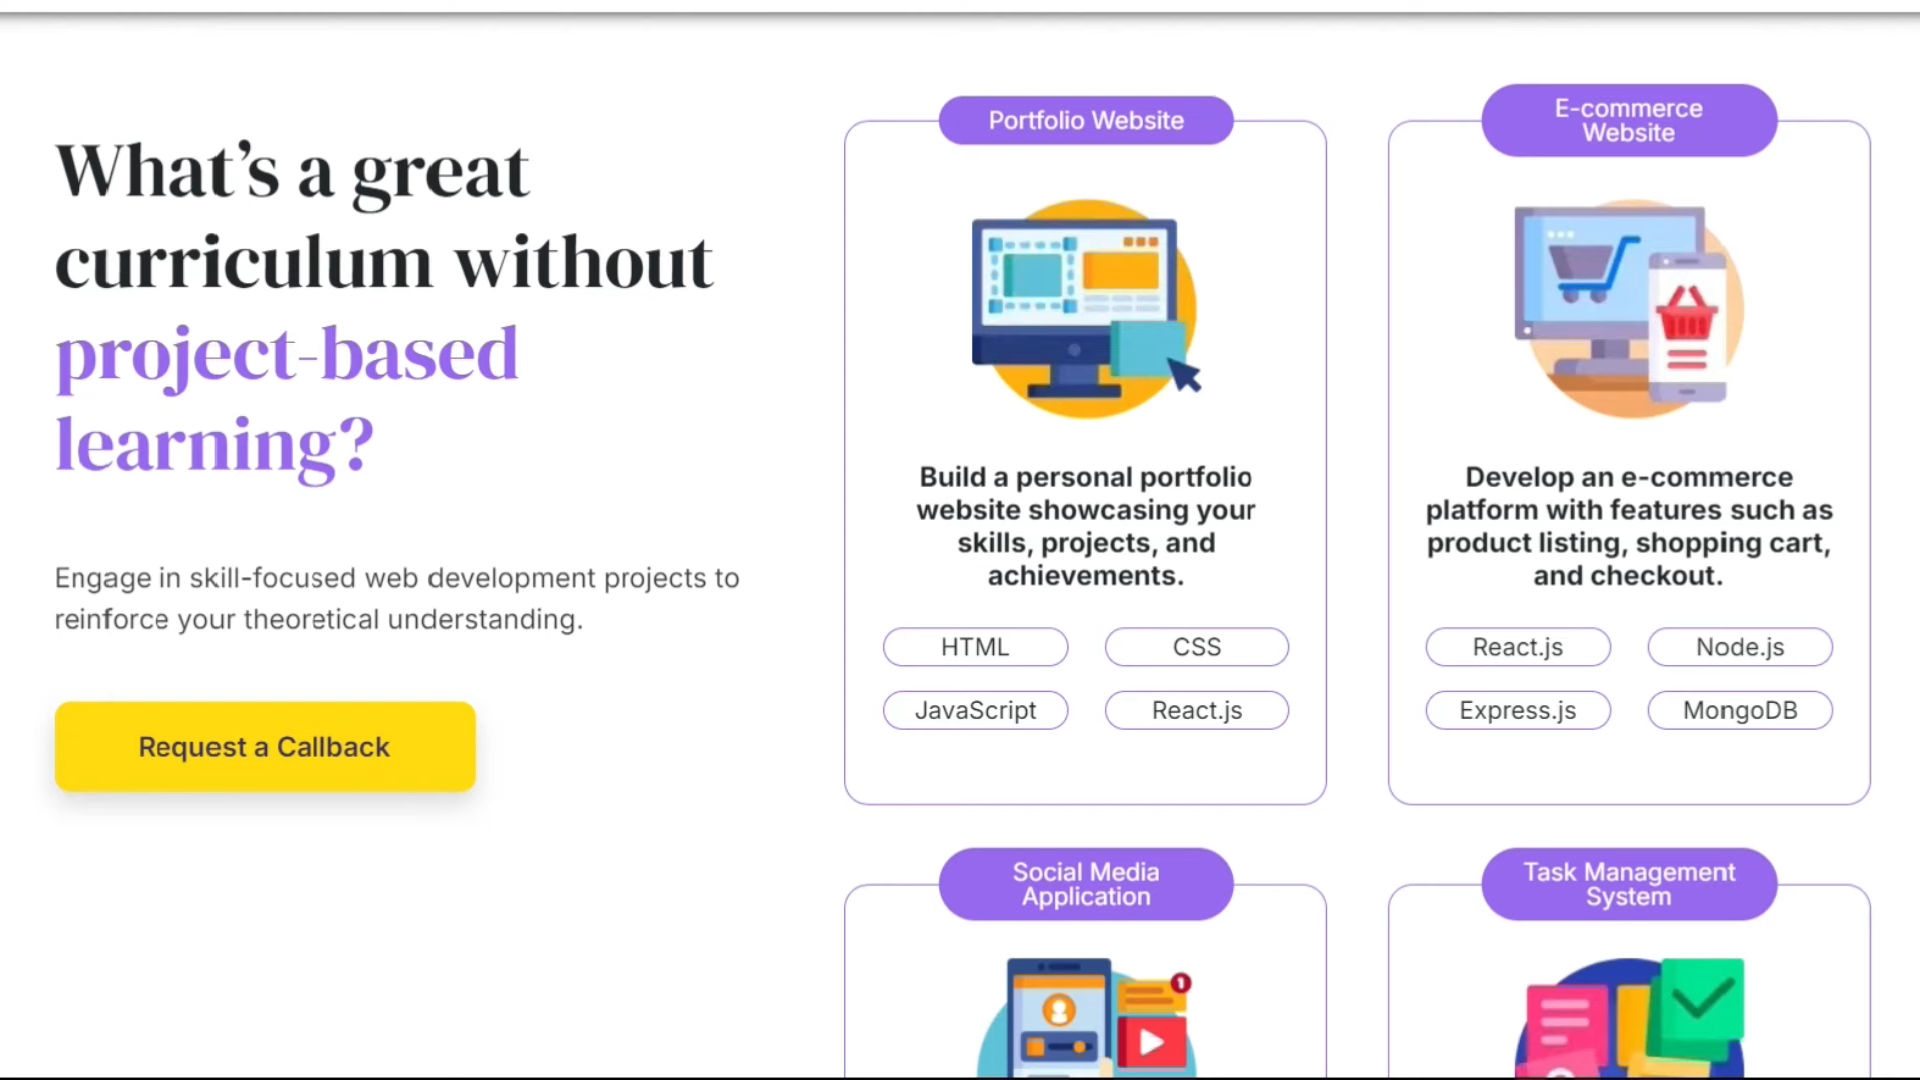 What's a great
curriculum without
project-based
learning?
Engage in skill-focused web development projects to
reinforce your theoretical understanding.
Request a Callback
Portfolio Website
Build a personal portfolio
website showcasing your
skills, projects, and
achievements.
HTML
CSS
JavaScript
React.js
E-commerce
Website
Develop an e-commerce
platform with features such as
product listing, shopping cart,
and checkout.
React.js
Node.js
Express.js
MongoDB
Social Media
Application
1
Task Management
System